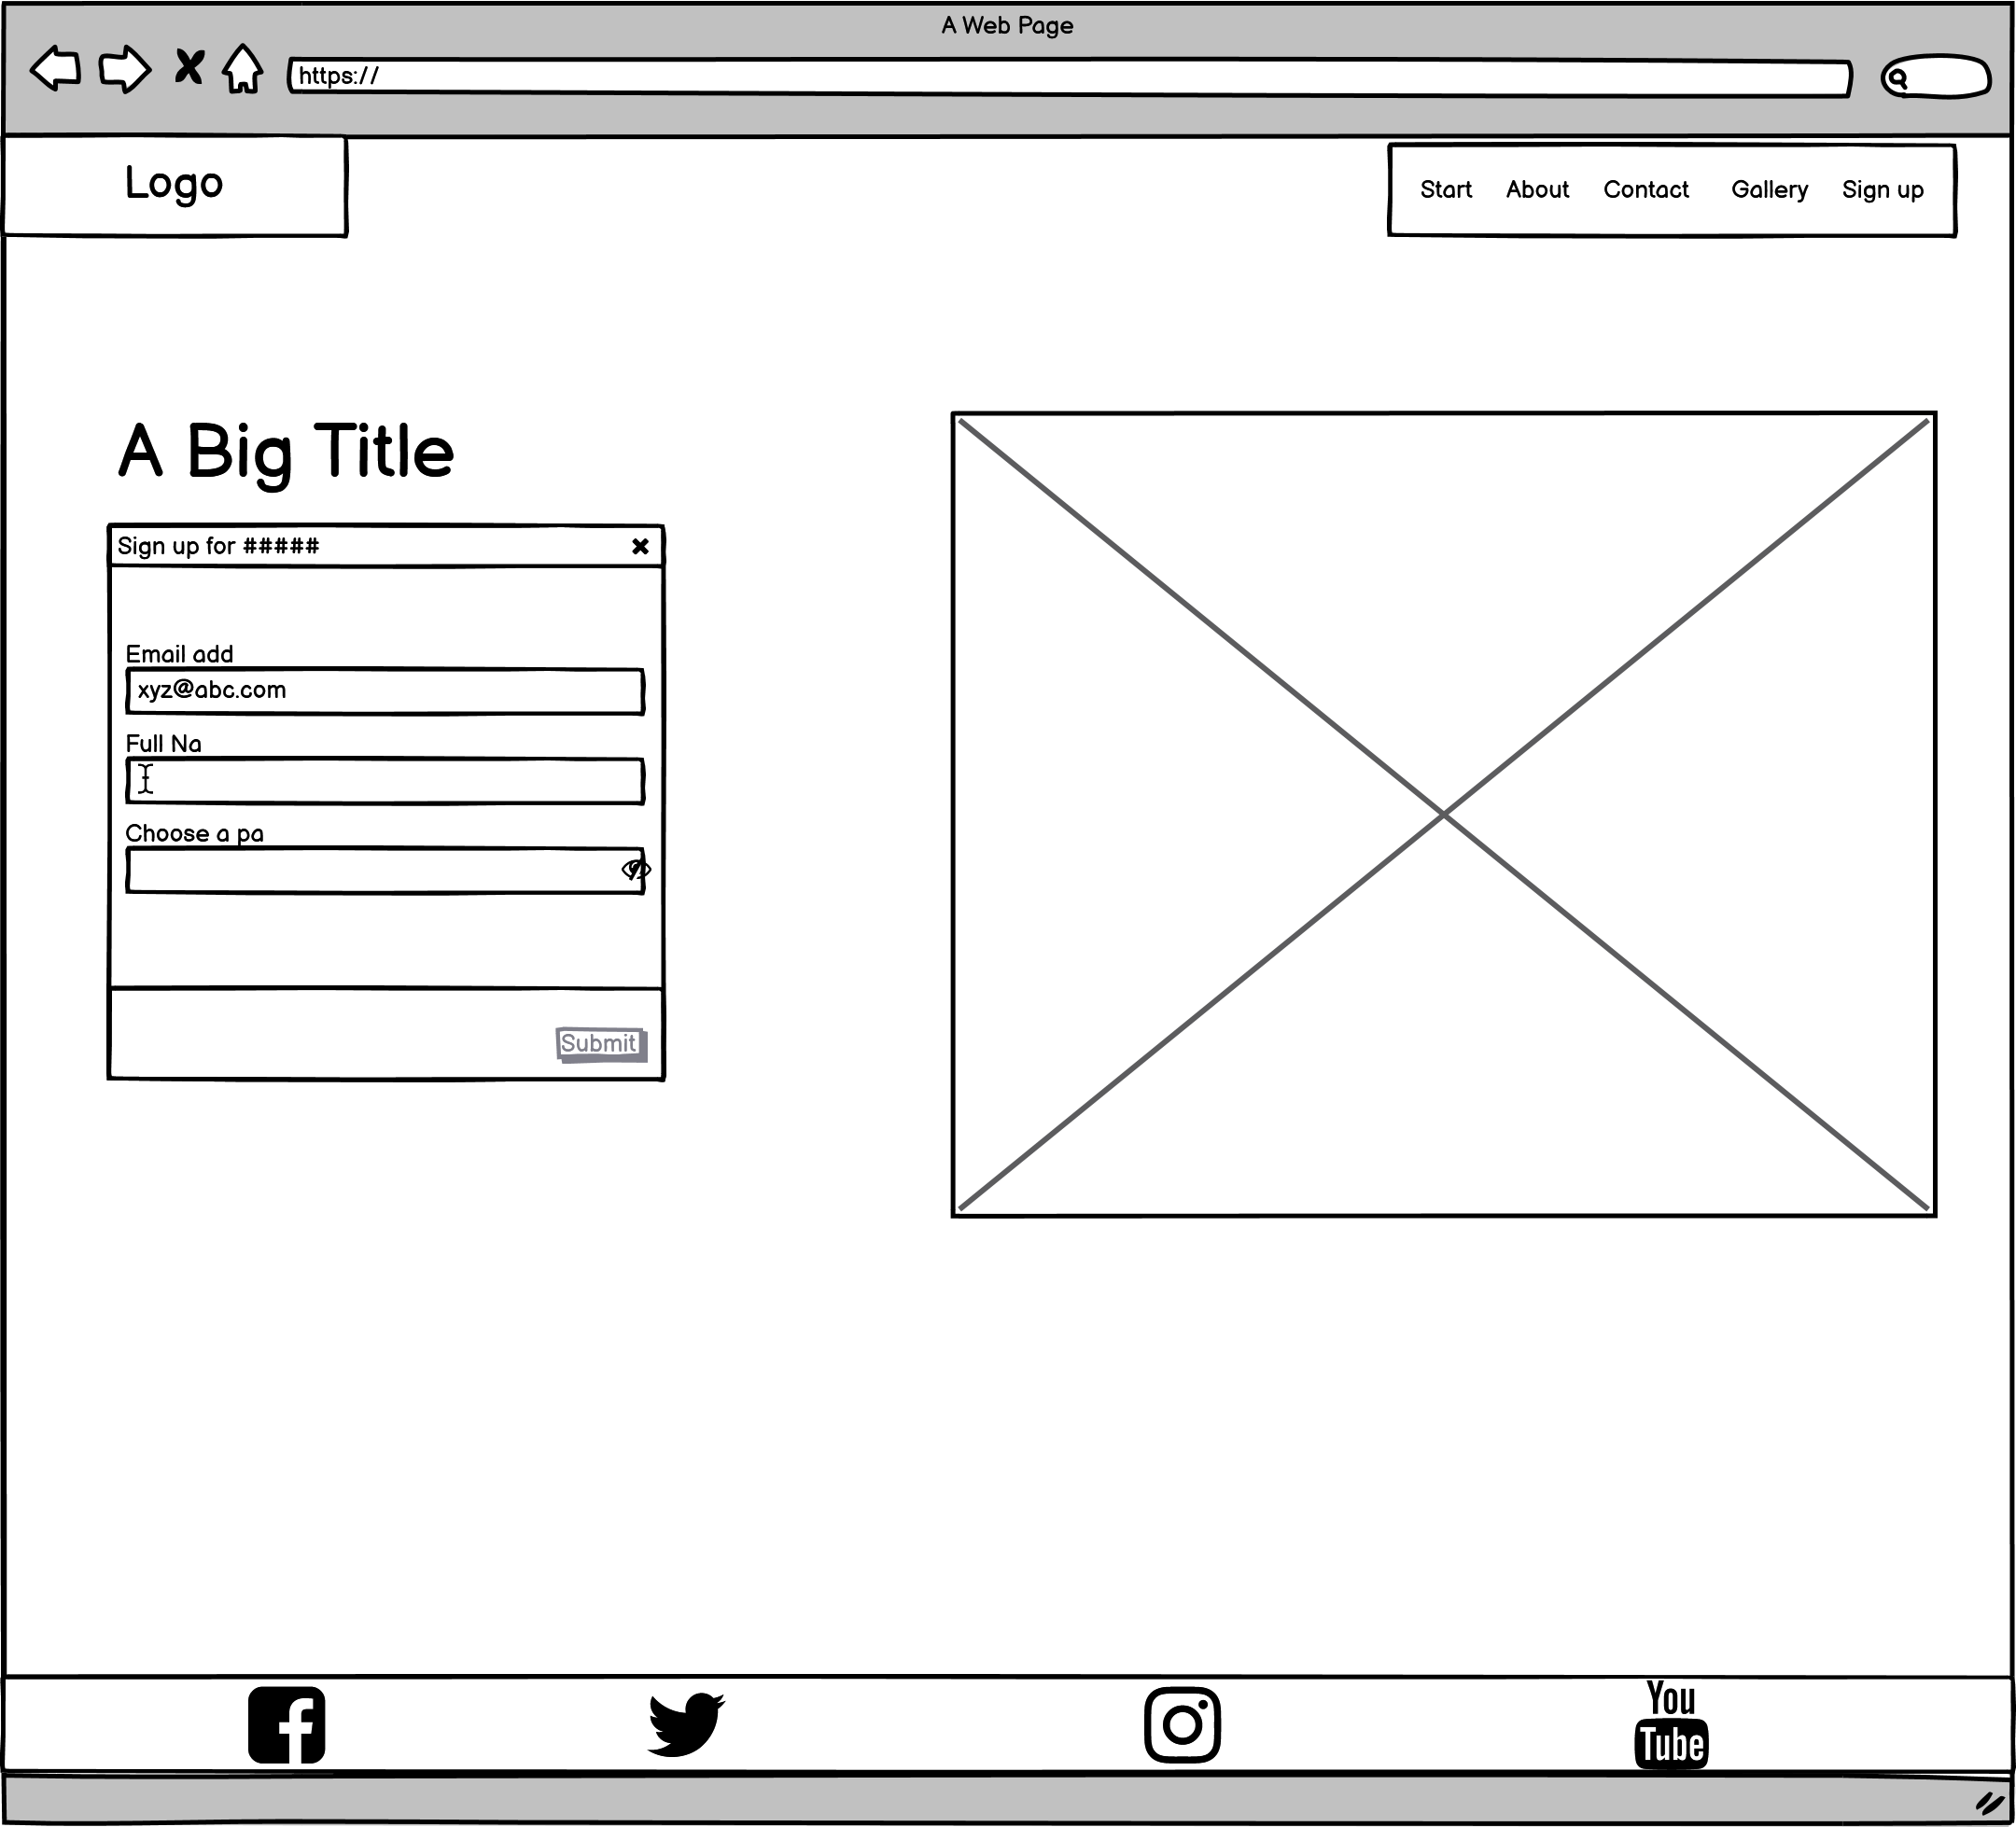 A Web Page
https://
Logo
Start About Contact Gallery Sign up
A Big Title
Sign up for #####
Email add
xyz@abc.com
Full Na
Choose a pa
Submit
You
Tube